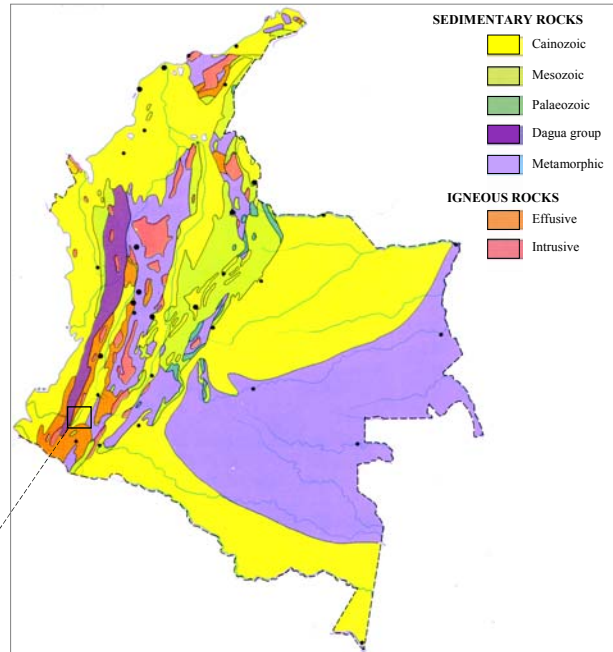 SEDIMENTARY ROCKS
Cainozoic
Mesozoic
Palaeozoic
Dagua group
Metamorphic
IGNEOUS ROCKS
Effusive
Intrusive